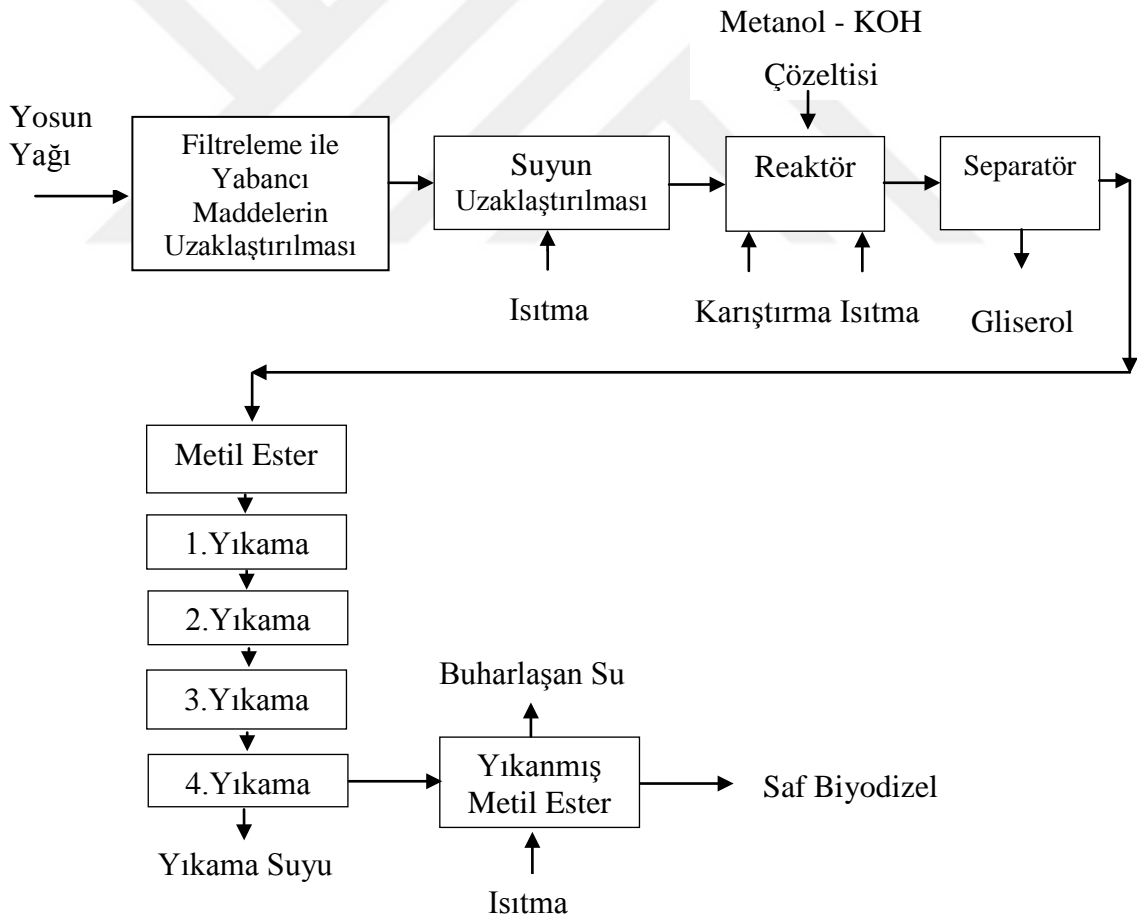 Metanol - KOH
Çözeltisi
Yosun
Yağı
Filtreleme ile
Yabancı
Maddelerin
Uzaklaştırılması
Suyun
Uzaklaştırılması
Reaktör
Separatör
Isıtma
Karıştırma Isıtma
Gliserol
Metil Ester
1.Yıkama
2.Yıkama
3.Yıkama
4.Yıkama
Yıkama Suyu
Buharlaşan Su
Yıkanmış
Metil Ester
Isıtma
Saf Biyodizel